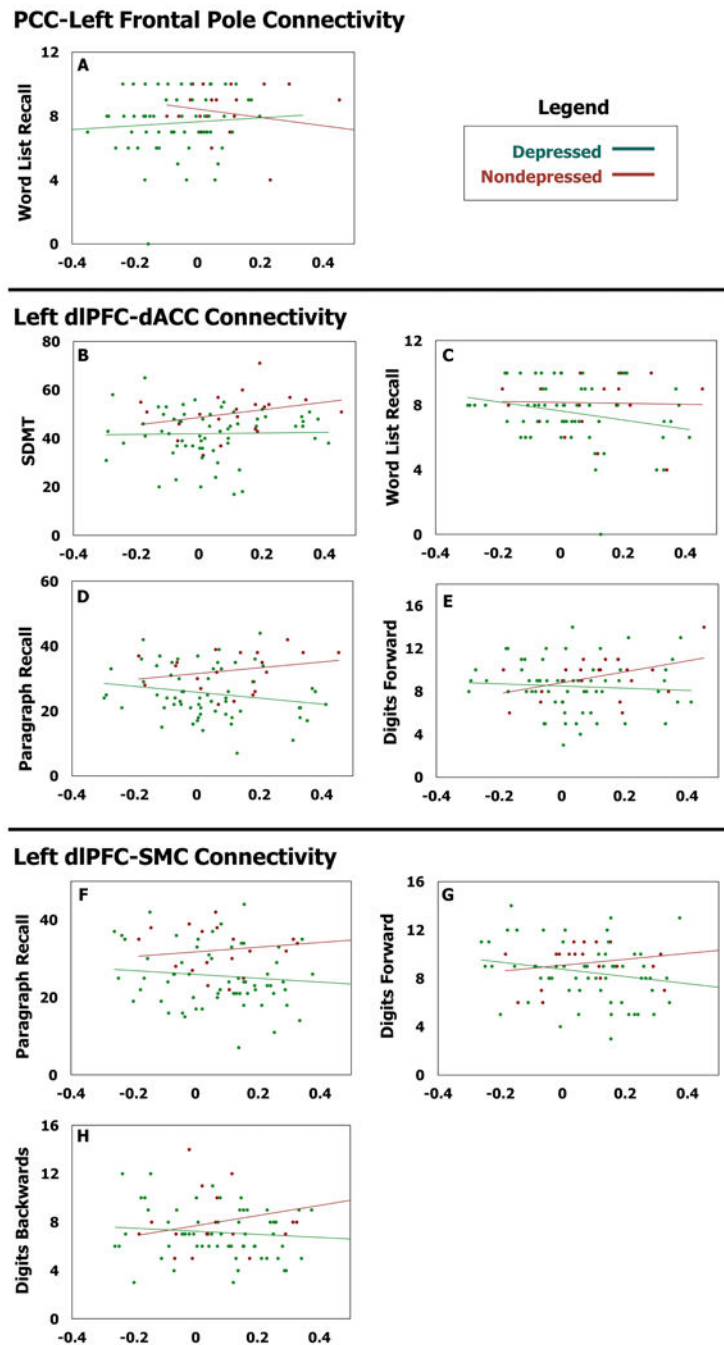 PCC-Left Frontal Pole Connectivity
A
Word List Recall
12
8
4
0
-0.4 -0.2 0 0.2 0.4
Legend
Depressed
Nondepressed
Left dlPFC-dACC Connectivity
B
SDMT
80
60
40
20
0
-0.4 -0.2 0 0.2 0.4
C
Word List Recall
12
8
4
0
-0.4 -0.2 0 0.2 0.4
D
Paragraph Recall
60
40
20
0
-0.4 -0.2 0 0.2 0.4
E
Digits Forward
16
12
8
4
0
-0.4 -0.2 0 0.2 0.4
Left dlPFC-SMC Connectivity
F
Paragraph Recall
40
20
0
-0.4 -0.2 0 0.2 0.4
G
Digits Forward
16
12
8
4
0
-0.4 -0.2 0 0.2 0.4
H
Digits Backwards
16
12
8
4
0
-0.4 -0.2 0 0.2 0.4